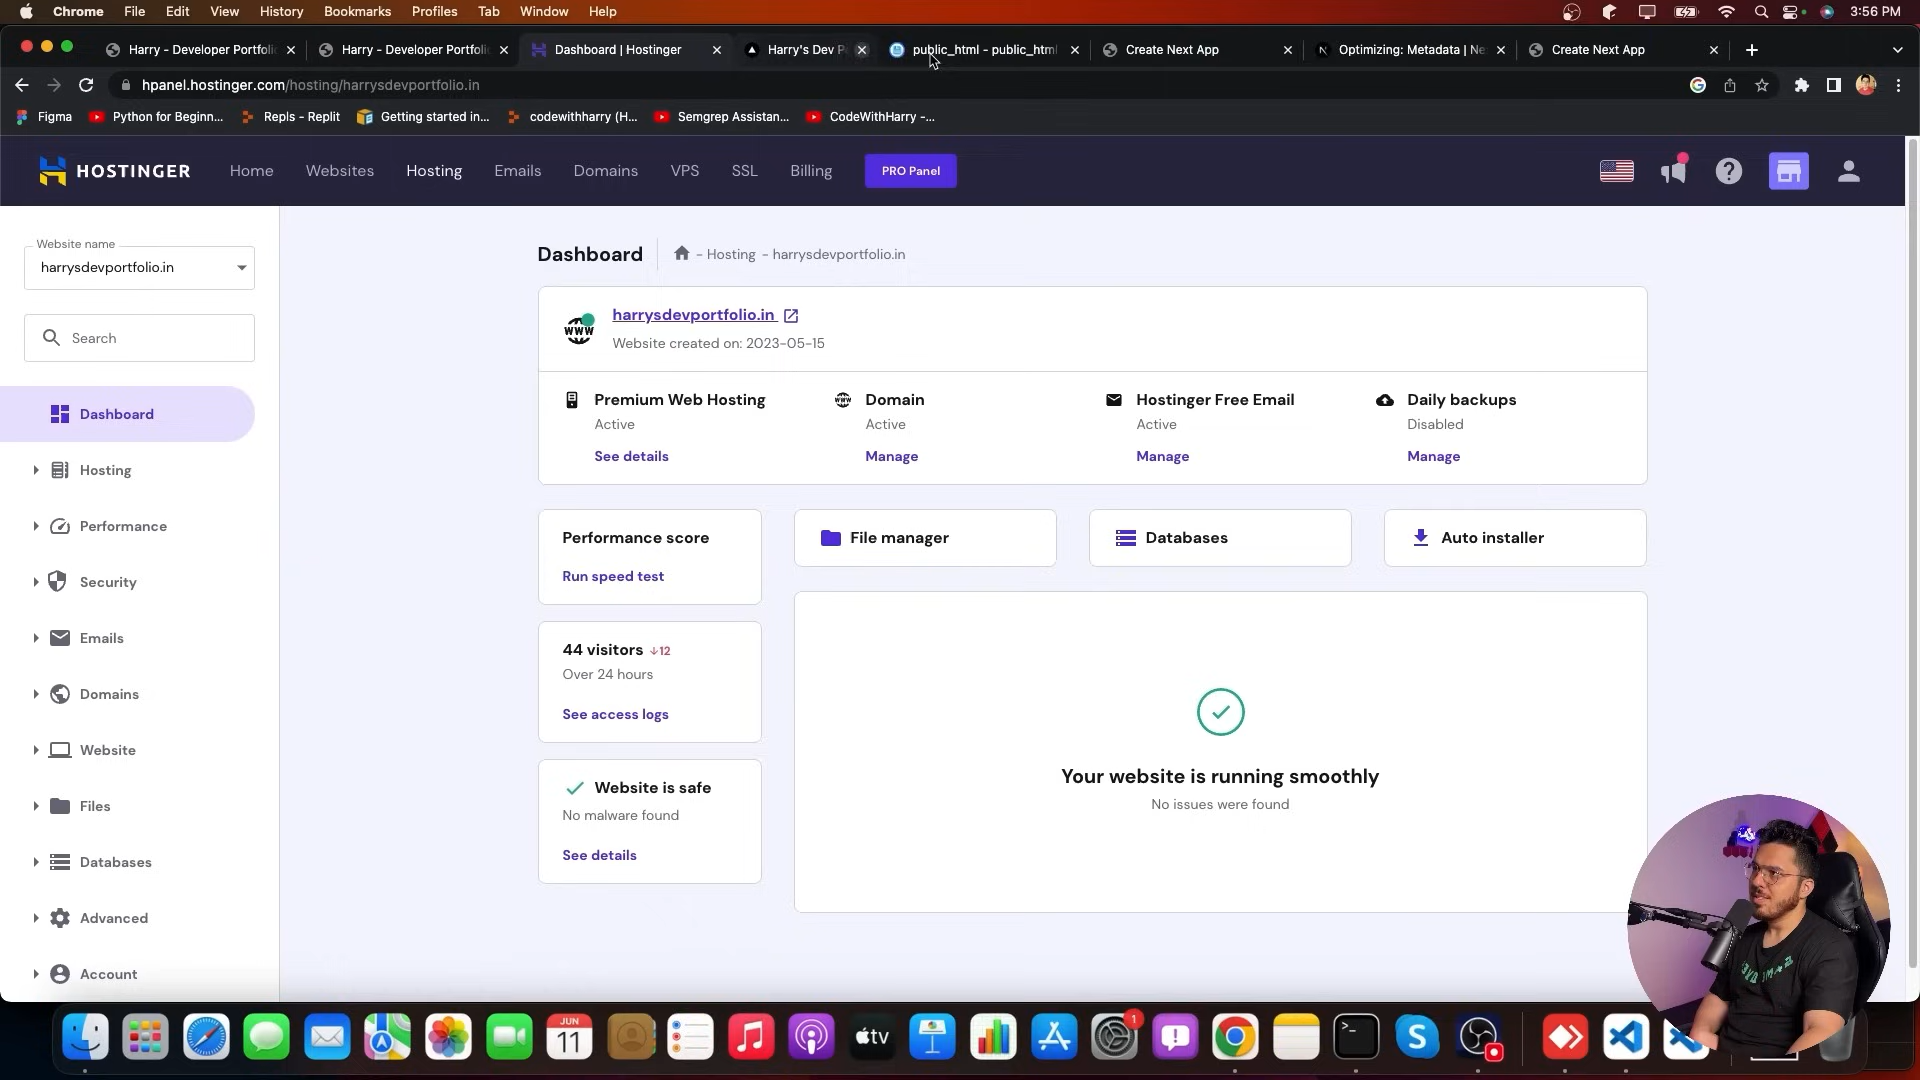 Chrome File Edit View History Bookmarks Profiles Tab Window Help 3:56 PM
Harry - Developer Portfolio Harry - Developer Portfolio Dashboard | Hostinger Harry's Dev P public_html - public_html Create Next App Optimizing: Metadata | Ne Create Next App
hpanel.hostinger.com/hosting/harrysdevportfolio.in
Figma Python for Beginn... Repls - Replit Getting started in... codewithharry (H... Semgrep Assistan... CodeWithHarry -...
HOSTINGER Home Websites Hosting Emails Domains VPS SSL Billing PRO Panel
Website name
harrysdevportfolio.in
Search
Dashboard
Hosting
Performance
Security
Emails
Domains
Website
Files
Databases
Advanced
Account
Dashboard - Hosting - harrysdevportfolio.in
www harrysdevportfolio.in
Website created on: 2023-05-15
Premium Web Hosting
Active
See details
Domain
Active
Manage
Hostinger Free Email
Active
Manage
Daily backups
Disabled
Manage
Performance score
Run speed test
File manager
Databases
Auto installer
44 visitors ↓12
Over 24 hours
See access logs
Website is safe
No malware found
See details
Your website is running smoothly
No issues were found
JUN
11
tv
1